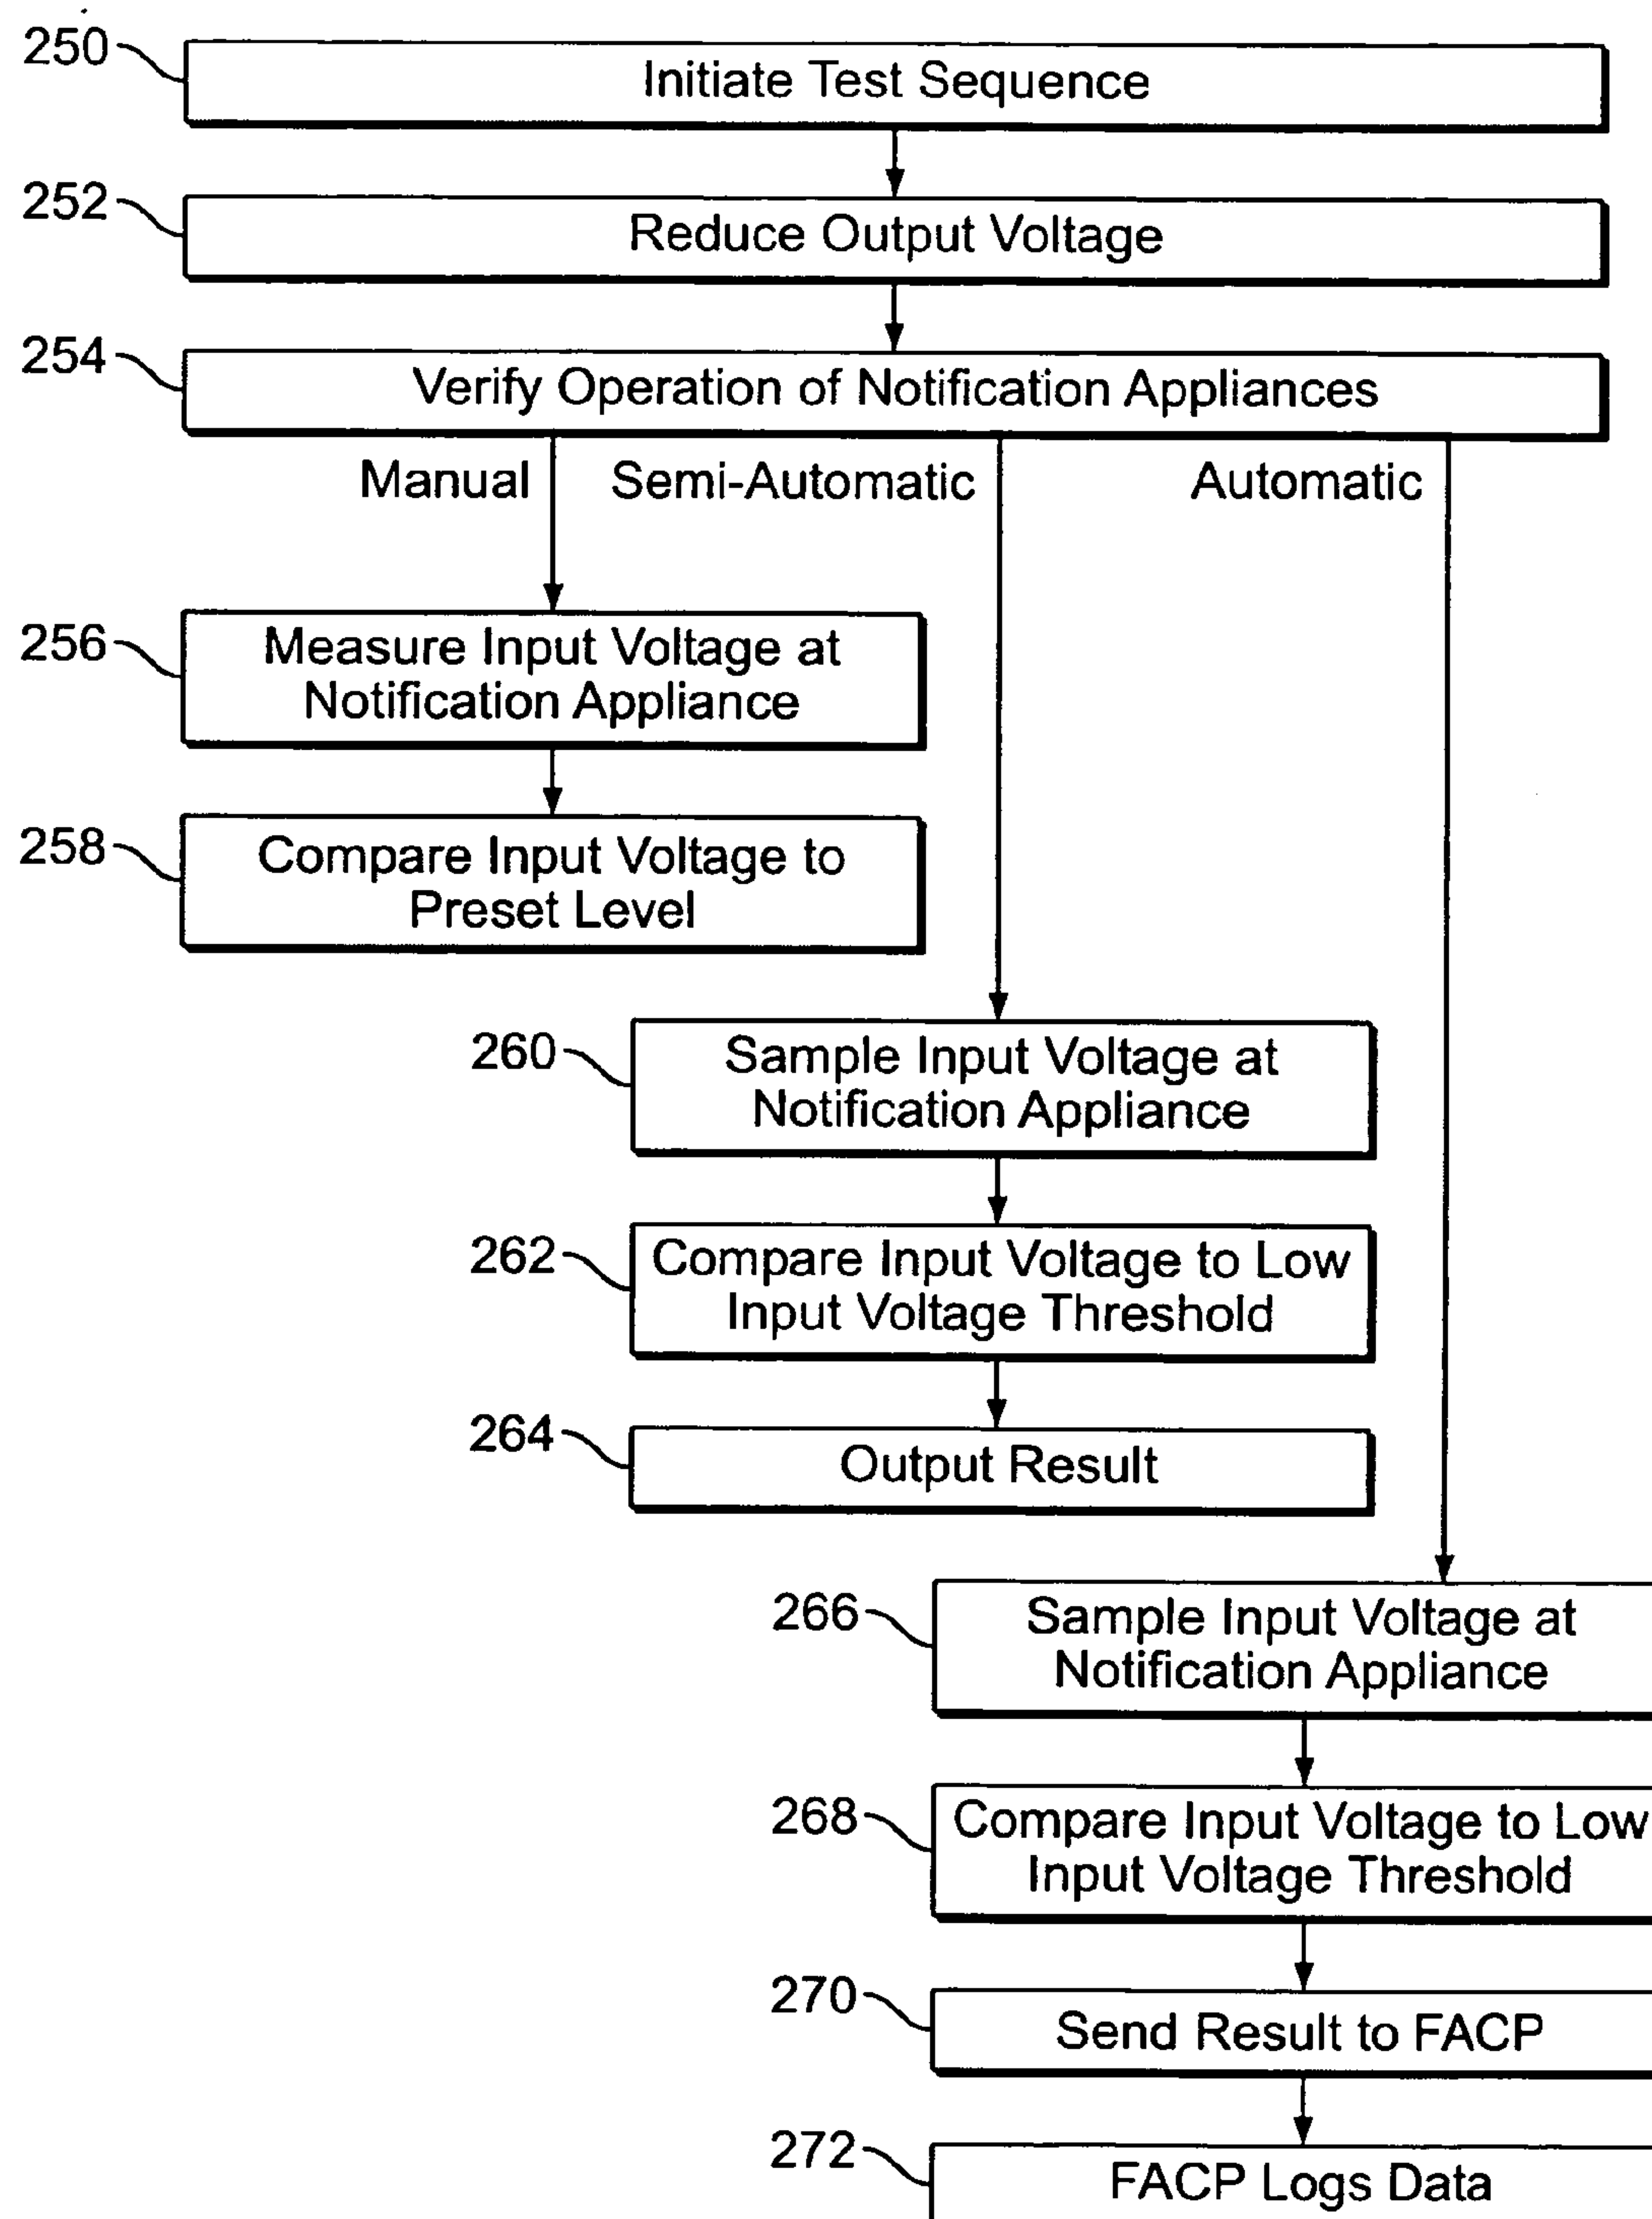 250
Initiate Test Sequence
252
Reduce Output Voltage
254
Verify Operation of Notification Appliances
Manual
Semi-Automatic
Automatic
256
Measure Input Voltage at
Notification Appliance
258
Compare Input Voltage to
Preset Level
260
Sample Input Voltage at
Notification Appliance
262
Compare Input Voltage to Low
Input Voltage Threshold
264
Output Result
266
Sample Input Voltage at
Notification Appliance
268
Compare Input Voltage to Low
Input Voltage Threshold
270
Send Result to FACP
272
FACP Logs Data